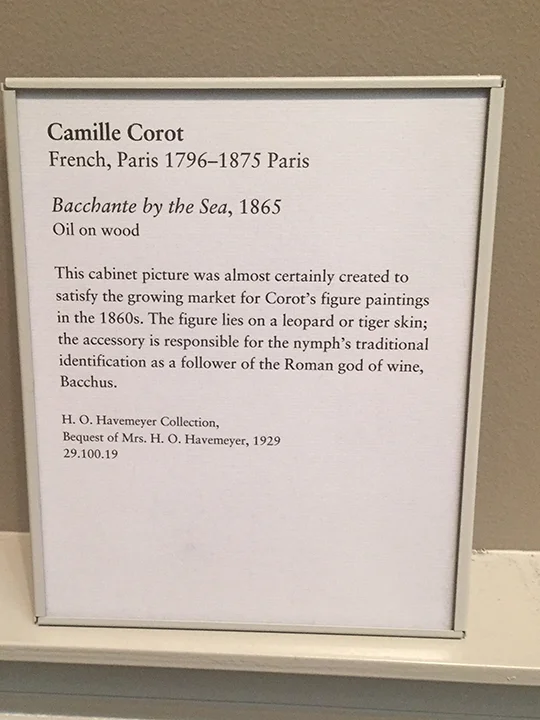 Camille Corot
French, Paris 1796–1875 Paris
Bacchante by the Sea, 1865
Oil on wood
This cabinet picture was almost certainly created to
satisfy the growing market for Corot's figure paintings
in the 1860s. The figure lies on a leopard or tiger skin;
the accessory is responsible for the nymph's traditional
identification as a follower of the Roman god of wine,
Bacchus.
H. O. Havemeyer Collection,
Bequest of Mrs. H. O. Havemeyer, 1929
29.100.19